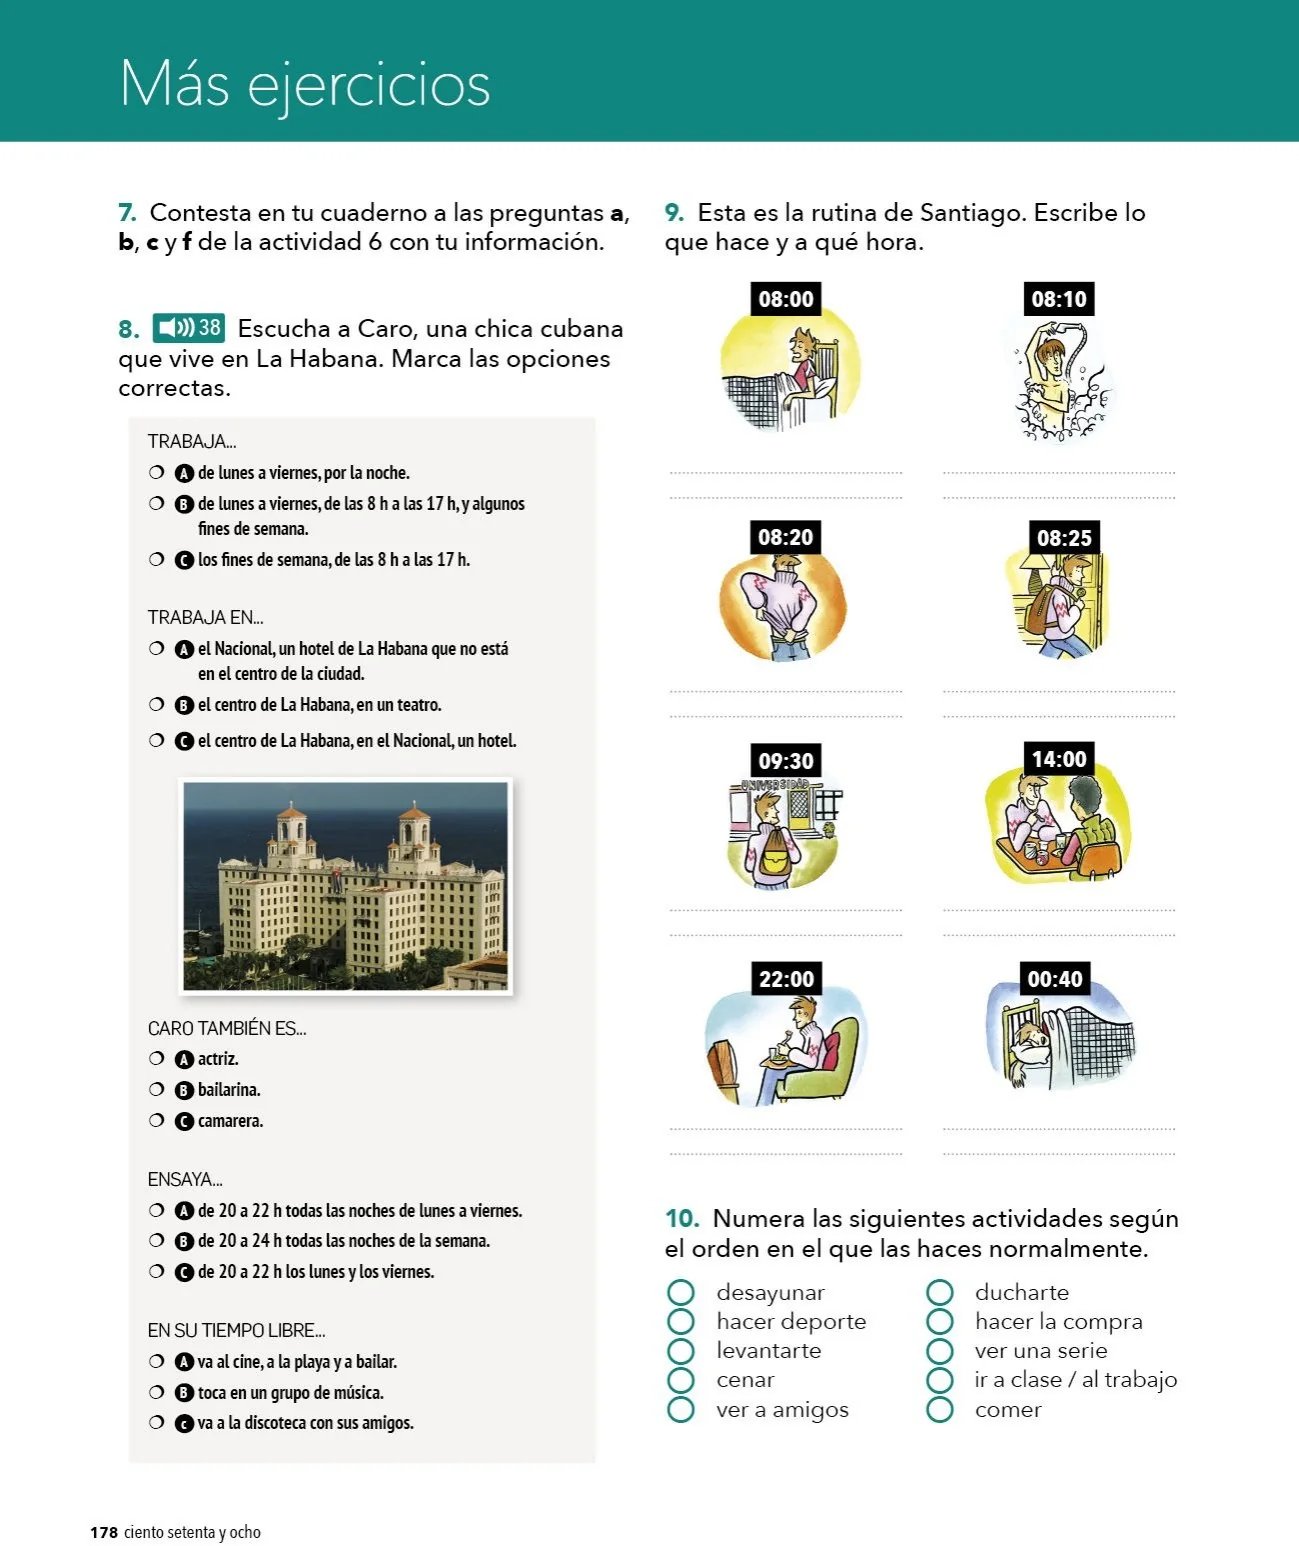 Más ejercicios
7. Contesta en tu cuaderno a las preguntas a,
b, c y f de la actividad 6 con tu información.
8. 38 Escucha a Caro, una chica cubana
que vive en La Habana. Marca las opciones
correctas.
TRABAJA...
A de lunes a viernes, por la noche.
B de lunes a viernes, de las 8 h a las 17 h, y algunos
fines de semana.
C los fines de semana, de las 8 h a las 17 h.
TRABAJA EN...
A el Nacional, un hotel de La Habana que no está
en el centro de la ciudad.
B el centro de La Habana, en un teatro.
C el centro de La Habana, en el Nacional, un hotel.
CARO TAMBIÉN ES...
A actriz.
B bailarina.
C camarera.
ENSAYA...
A de 20 a 22 h todas las noches de lunes a viernes.
B de 20 a 24 h todas las noches de la semana.
C de 20 a 22 h los lunes y los viernes.
EN SU TIEMPO LIBRE...
A va al cine, a la playa y a bailar.
B toca en un grupo de música.
c va a la discoteca con sus amigos.
9. Esta es la rutina de Santiago. Escribe lo
que hace y a qué hora.
08:00
08:10
08:20
08:25
09:30
UNIVERSIDAD
14:00
22:00
00:40
10. Numera las siguientes actividades según
el orden en el que las haces normalmente.
desayunar
hacer deporte
levantarte
cenar
ver a amigos
ducharte
hacer la compra
ver una serie
ir a clase / al trabajo
comer
178 ciento setenta y ocho